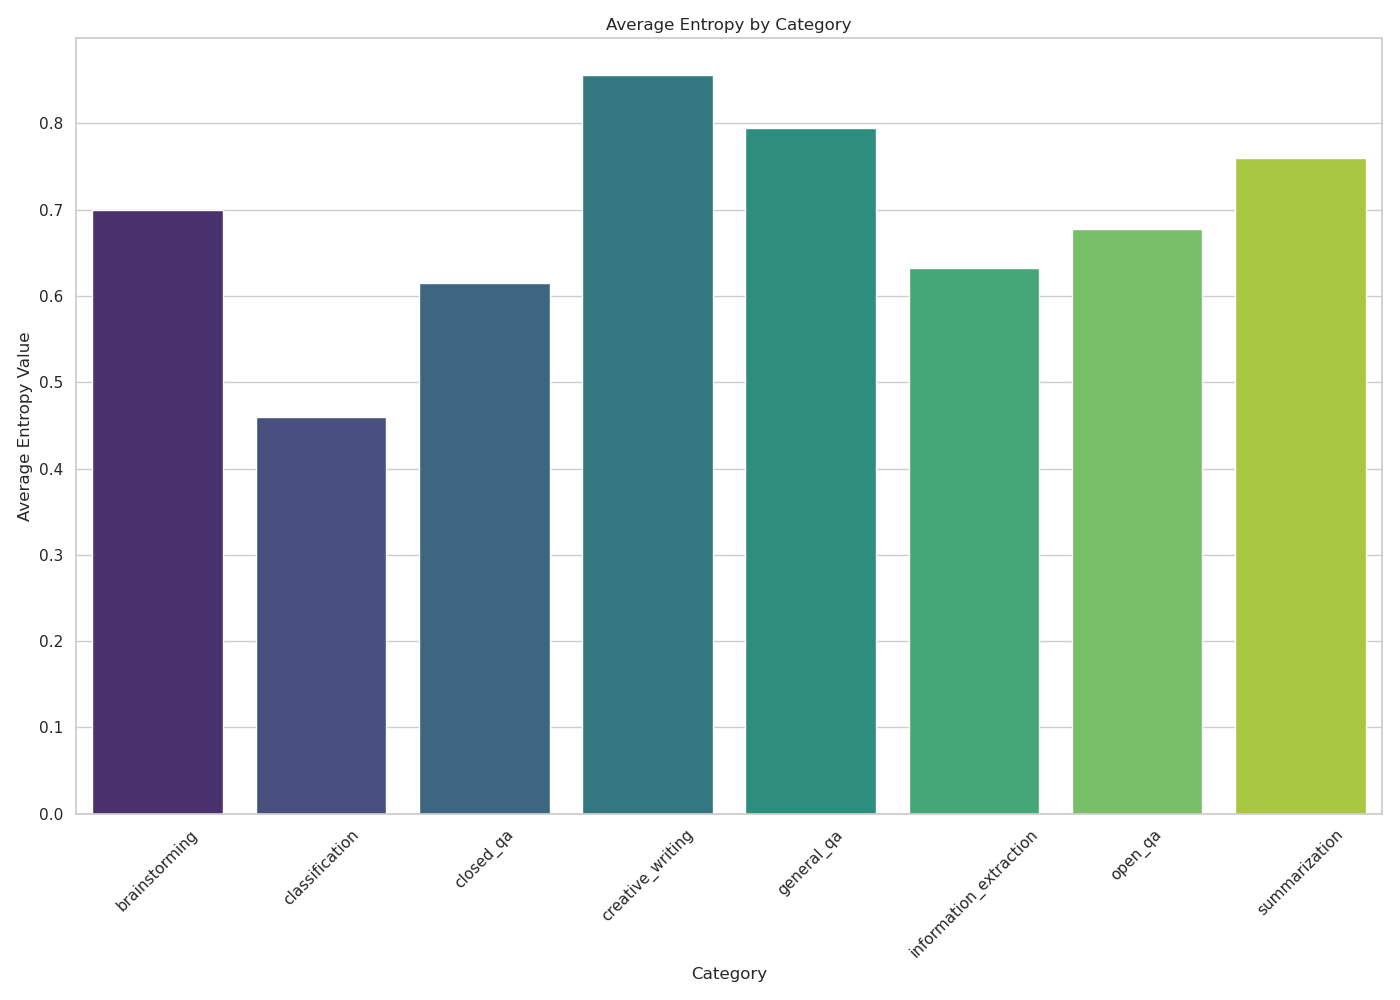 Average Entropy by Category
Average Entropy Value
0.8
0.7
0.6
0.5
0.4
0.3
0.2
0.1
0.0
brainstorming
classification
closed_qa
creative_writing
general_qa
information_extraction
open_qa
summarization
Category